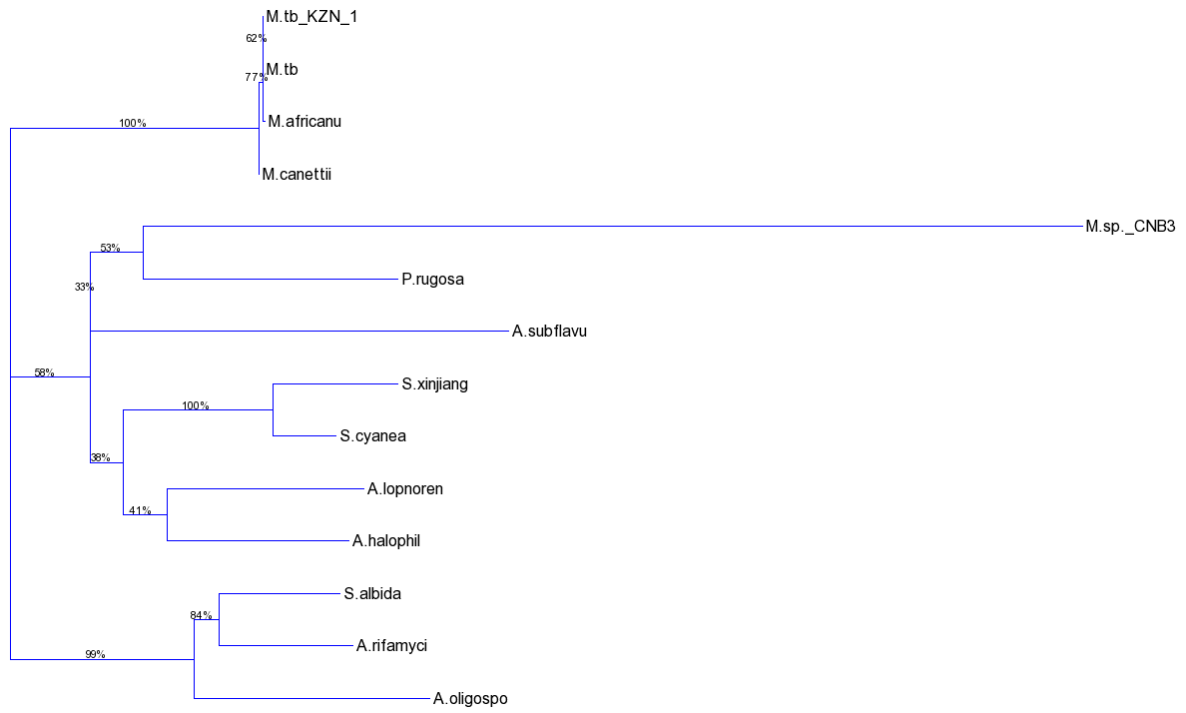 M.tb_KZN_1
62%
M.tb
77%
M.africanu
100%
M.canettii
M.sp._CNB3
53%
P.rugosa
33%
A.subflavu
58%
S.xinjiang
100%
S.cyanea
38%
A.lopnoren
41%
A.halophil
S.albida
84%
A.rifamyci
99%
A.oligospo